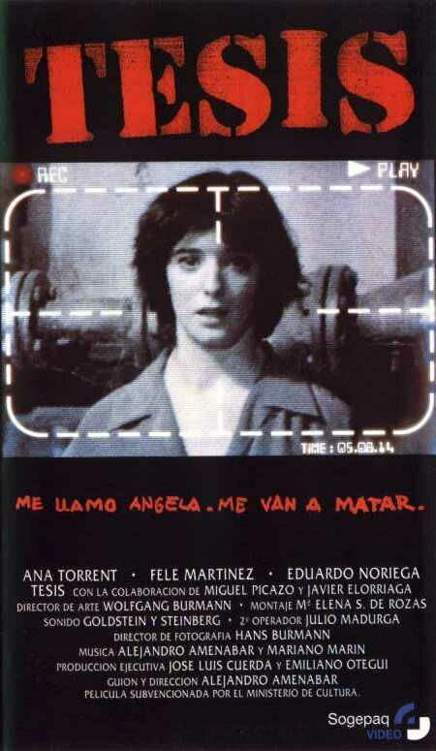 TESIS
REC
PLAY
TIME : 05.08.14
ME LLAMO ANGELA. ME VAN A MATAR.
ANA TORRENT · FELE MARTINEZ · EDUARDO NORIEGA
TESIS CON LA COLABORACION DE MIGUEL PICAZO Y JAVIER ELORRIAGA
DIRECTOR DE ARTE WOLFGANG BURMANN · MONTAJE Mª ELENA S. DE ROZAS
SONIDO GOLDSTEIN Y STEINBERG · 2º OPERADOR JULIO MADURGA
DIRECTOR DE FOTOGRAFIA HANS BURMANN
MUSICA ALEJANDRO AMENABAR Y MARIANO MARIN
PRODUCCION EJECUTIVA JOSE LUIS CUERDA Y EMILIANO OTEGUI
GUION Y DIRECCION ALEJANDRO AMENABAR
PELICULA SUBVENCIONADA POR EL MINISTERIO DE CULTURA.
Sogepaq
VIDEO